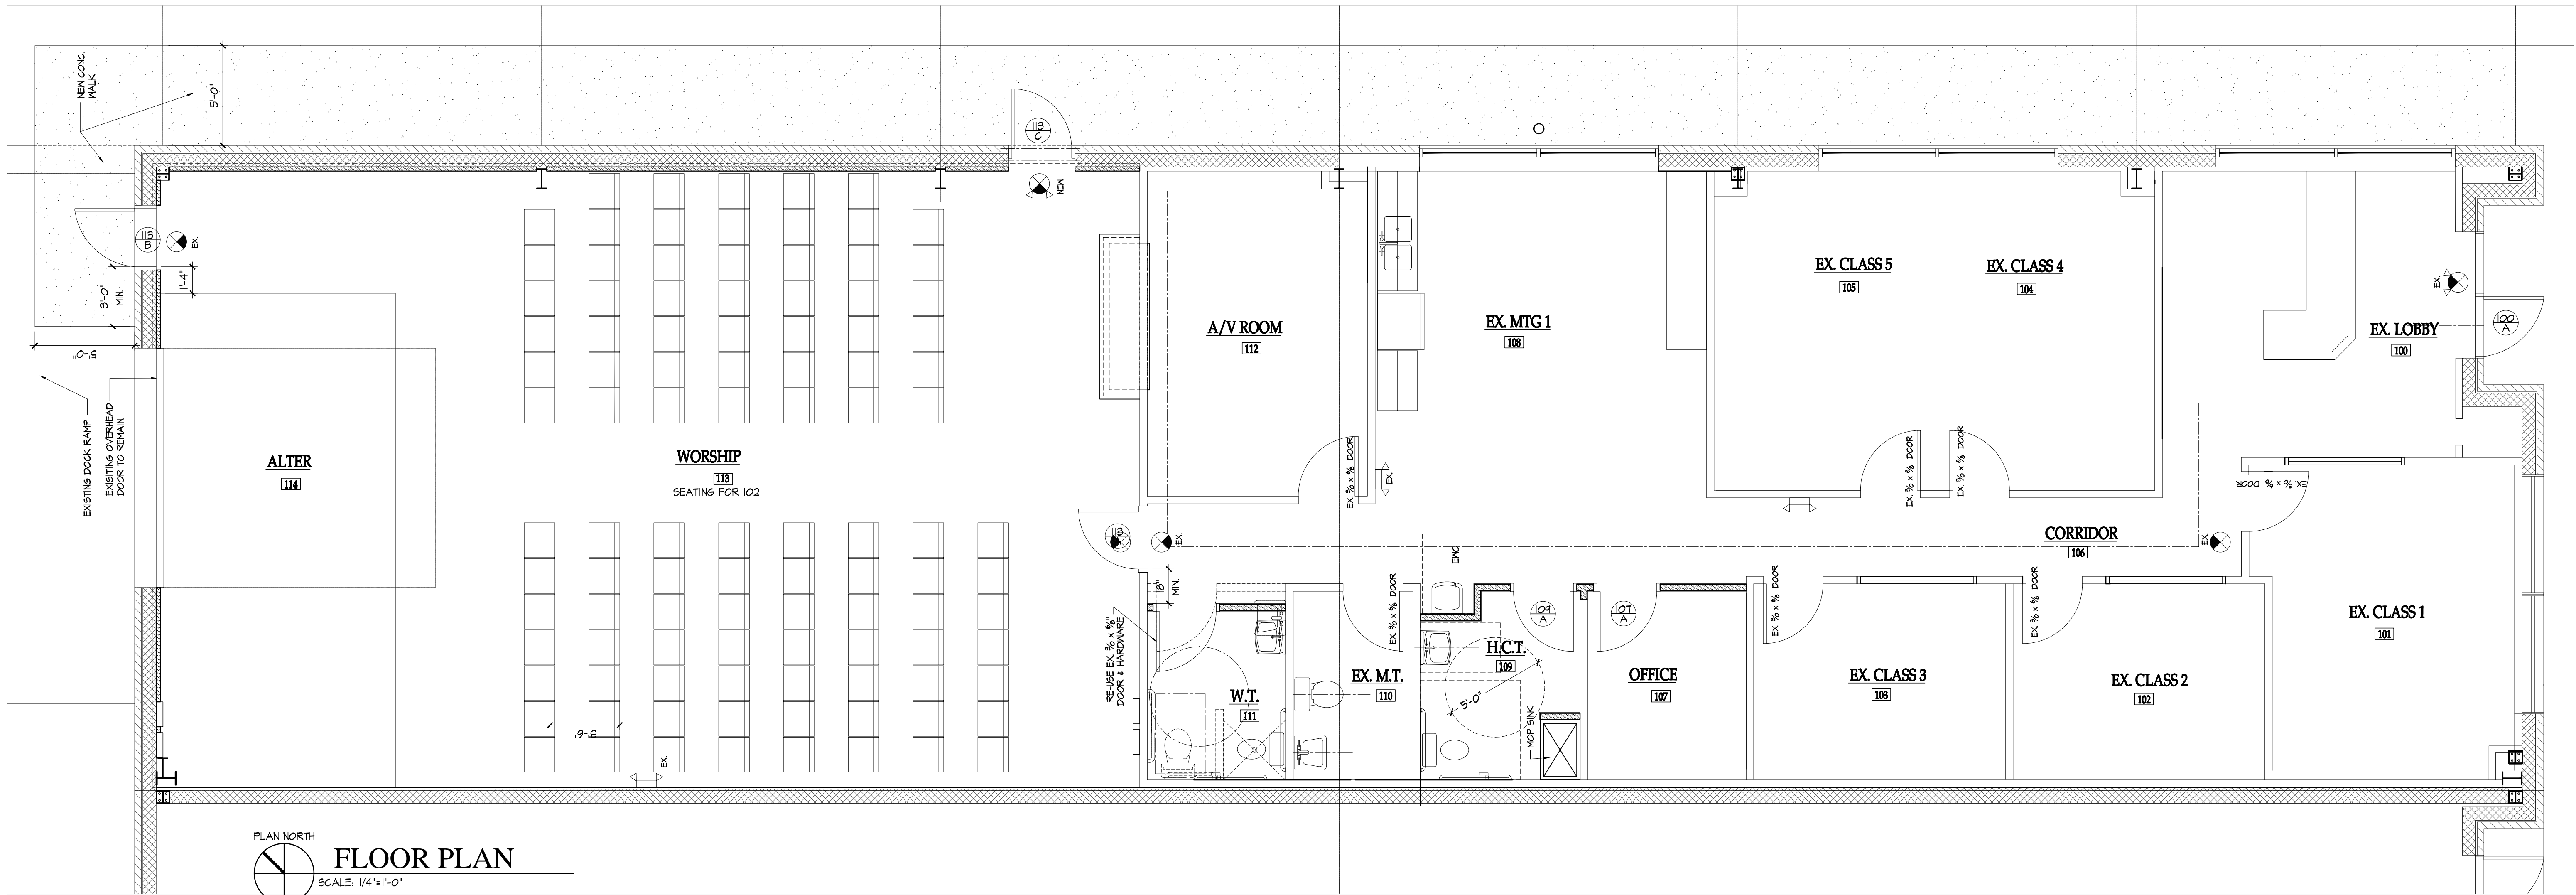 NEW CONC.
WALK
5'-0"
113
C
NEW
113
B
EX.
1'-4"
3'-0"
MIN.
5'-0"
EXISTING DOCK RAMP
EXISITING OVERHEAD
DOOR TO REMAIN
ALTER
114
WORSHIP
113
SEATING FOR 102
3'-6"
EX.
A/V ROOM
112
EX. MTG 1
108
EX. CLASS 5
105
EX. CLASS 4
104
EX. LOBBY
100
EX.
100
A
EX. 3/0 x 6/8 DOOR
EX.
EX. 3/0 x 6/8 DOOR
EX. 3/0 x 6/8 DOOR
EX. 3/0 x 6/8 DOOR
113
EX.
CORRIDOR
106
EX.
18"
MIN.
EWC
RE-USE EX. 3/0 x 6/8"
DOOR & HARDWARE
EX. 3/0 x 6/8 DOOR
109
A
107
A
EX. 3/0 x 6/8 DOOR
EX. 3/0 x 6/8 DOOR
EX. CLASS 1
101
W.T.
111
EX. M.T.
110
H.C.T.
109
5'-0"
MOP SINK
OFFICE
107
EX. CLASS 3
103
EX. CLASS 2
102
PLAN NORTH
FLOOR PLAN
SCALE: 1/4"=1'-0"